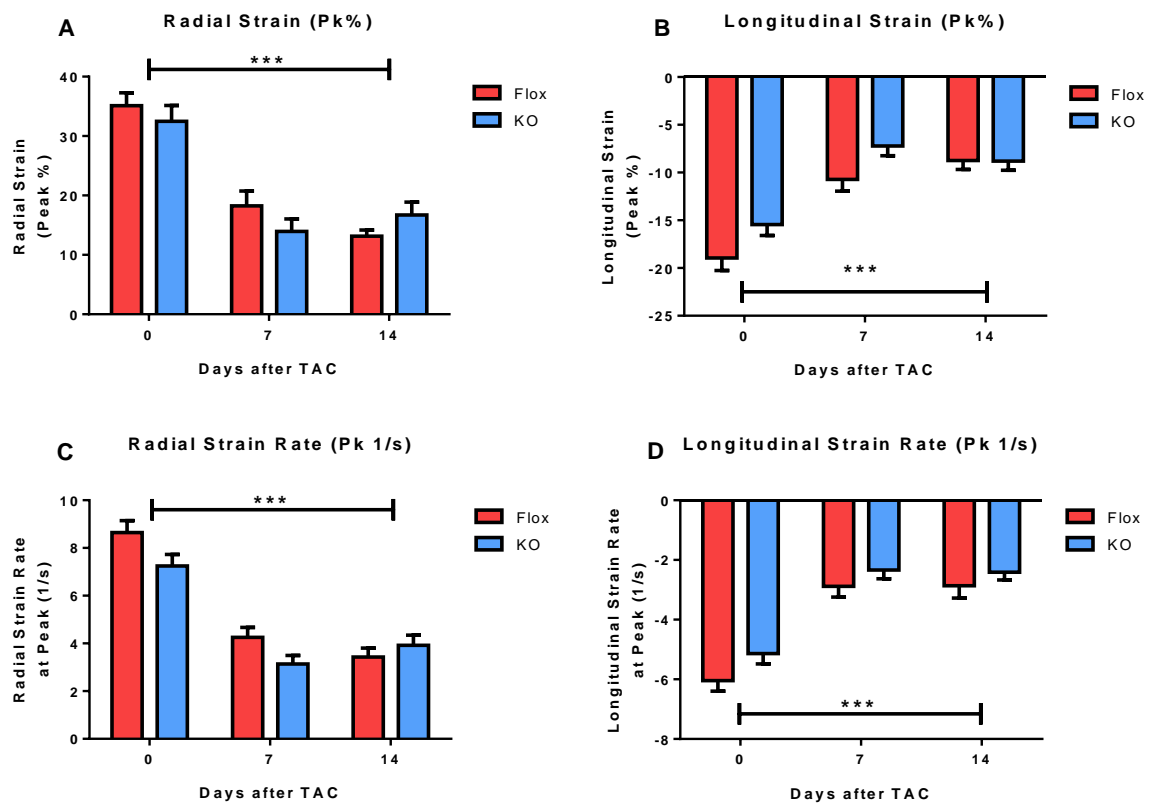 A
Radial Strain (Pk%)
***
Radial Strain
(Peak %)
40
30
20
10
0
0
7
14
Days after TAC
Flox
KO
B
Longitudinal Strain (Pk%)
Longitudinal Strain
(Peak %)
0
-5
-10
-15
-20
-25
***
0
7
14
Days after TAC
Flox
KO
C
Radial Strain Rate (Pk 1/s)
***
Radial Strain Rate
at Peak (1/s)
10
8
6
4
2
0
0
7
14
Days after TAC
Flox
KO
D
Longitudinal Strain Rate (Pk 1/s)
Longitudinal Strain Rate
at Peak (1/s)
0
-2
-4
-6
-8
***
0
7
14
Days after TAC
Flox
KO